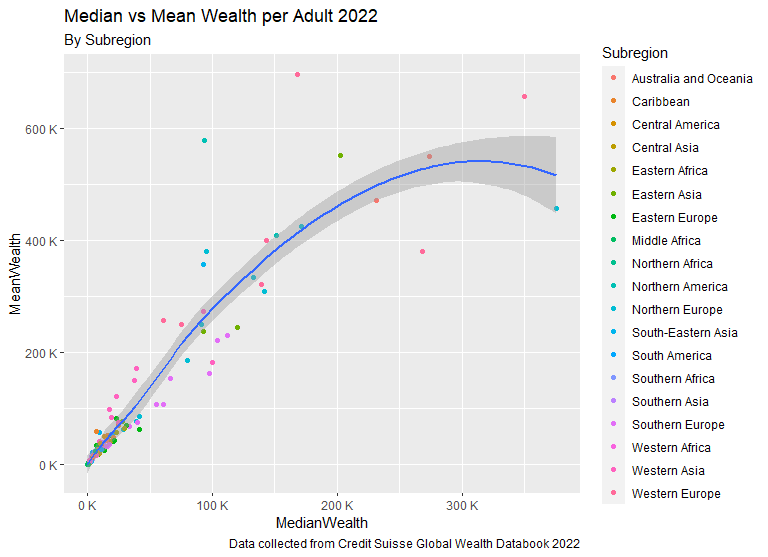 Median vs Mean Wealth per Adult 2022
By Subregion
600 K
400 K
200 K
0 K
MeanWealth
0 K 100 K 200 K 300 K
MedianWealth
Data collected from Credit Suisse Global Wealth Databook 2022
Subregion
Australia and Oceania
Caribbean
Central America
Central Asia
Eastern Africa
Eastern Asia
Eastern Europe
Middle Africa
Northern Africa
Northern America
Northern Europe
South-Eastern Asia
South America
Southern Africa
Southern Asia
Southern Europe
Western Africa
Western Asia
Western Europe